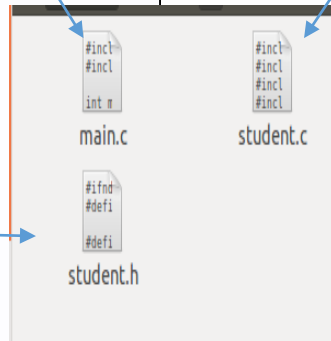 #incl
#incl
int m
main.c
#incl
#incl
#incl
#incl
student.c
#ifnd
#defi
#defi
student.h